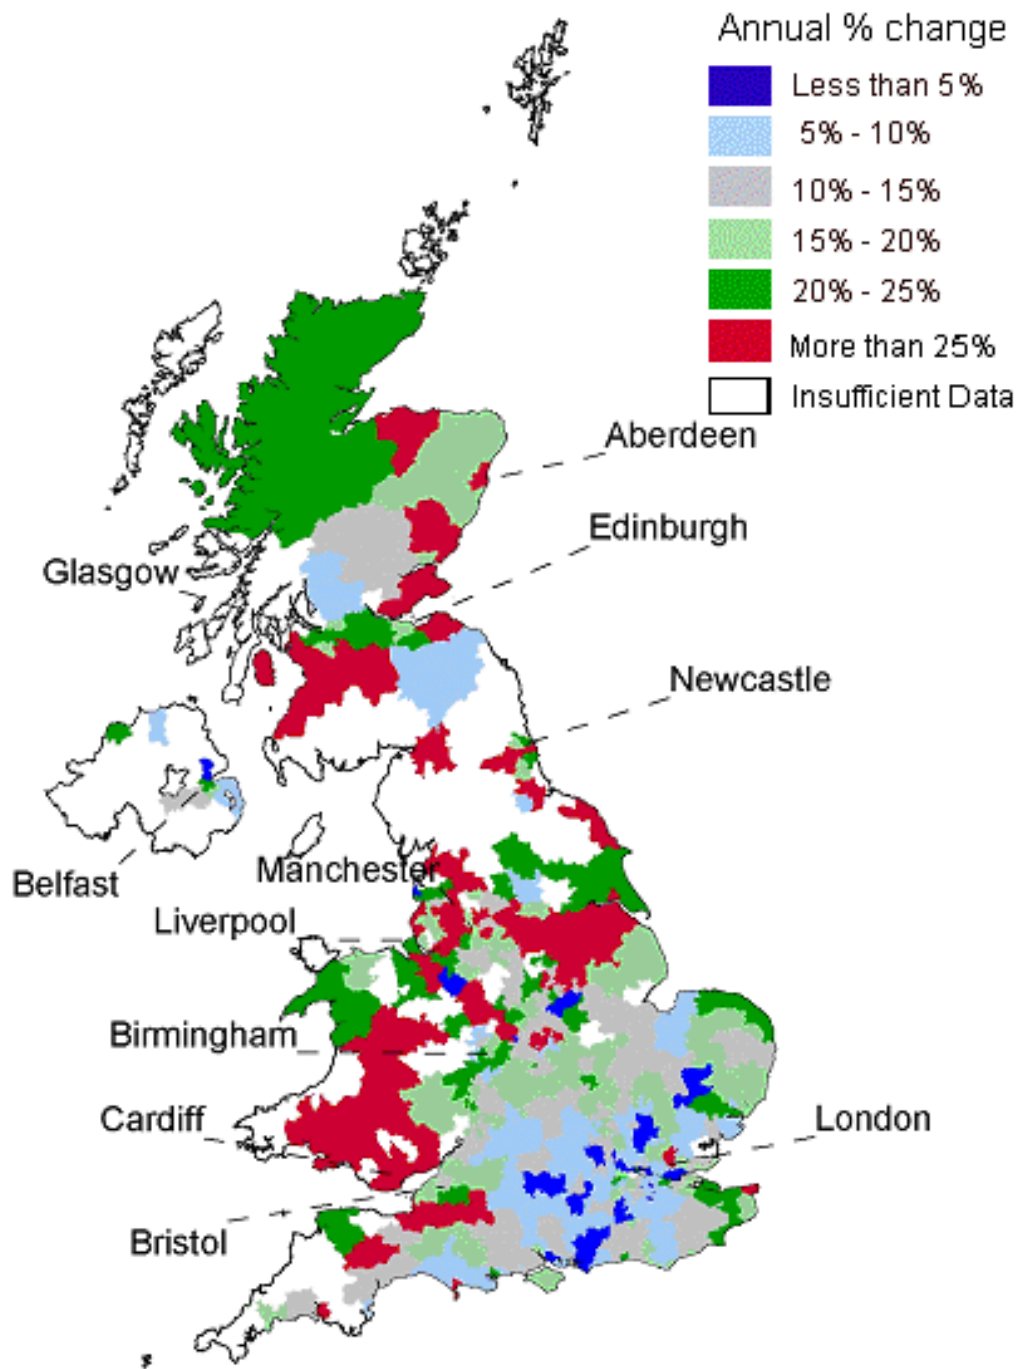 Annual % change
Less than 5%
5% - 10%
10% - 15%
15% - 20%
20% - 25%
More than 25%
Insufficient Data
Aberdeen
Edinburgh
Glasgow
Newcastle
Belfast
Manchester
Liverpool
Birmingham
Cardiff
London
Bristol